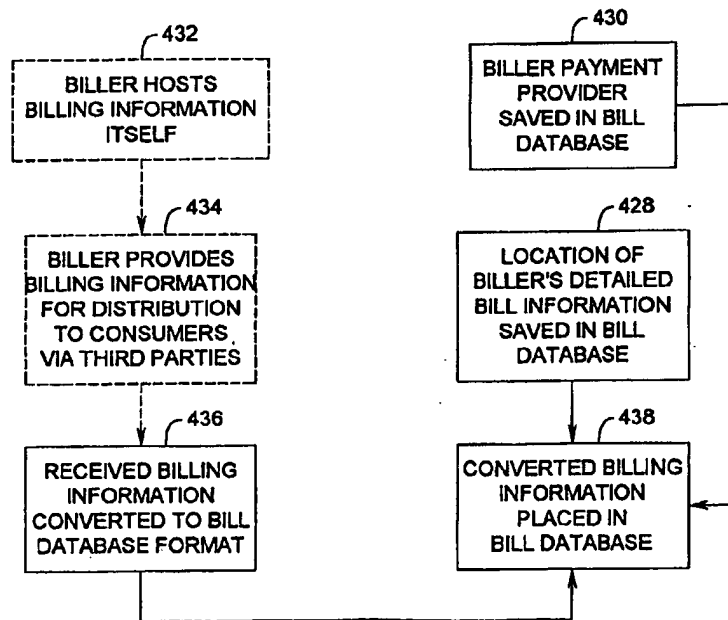 432
BILLER HOSTS
BILLING INFORMATION
ITSELF
434
BILLER PROVIDES
BILLING INFORMATION
FOR DISTRIBUTION
TO CONSUMERS
VIA THIRD PARTIES
436
RECEIVED BILLING
INFORMATION
CONVERTED TO BILL
DATABASE FORMAT
430
BILLER PAYMENT
PROVIDER
SAVED IN BILL
DATABASE
428
LOCATION OF
BILLER'S DETAILED
BILL INFORMATION
SAVED IN BILL
DATABASE
438
CONVERTED BILLING
INFORMATION
PLACED IN
BILL DATABASE